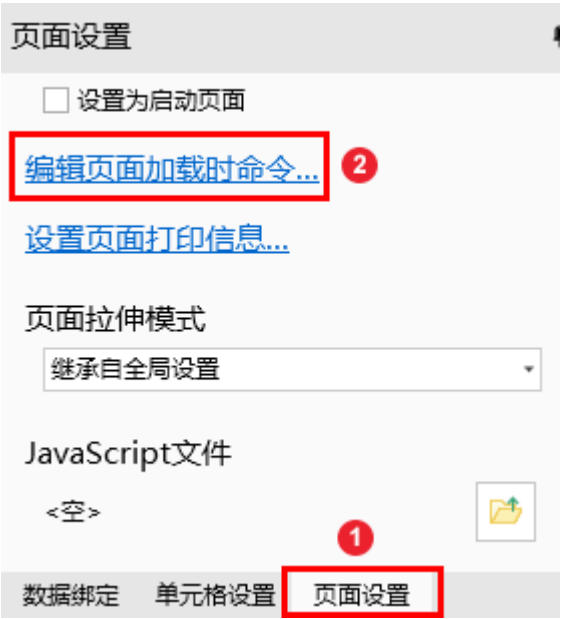 页面设置
设置为启动页面
编辑页面加载时命令... 2
设置页面打印信息...
页面拉伸模式
继承自全局设置
JavaScript文件
<空>
1
数据绑定 单元格设置 页面设置